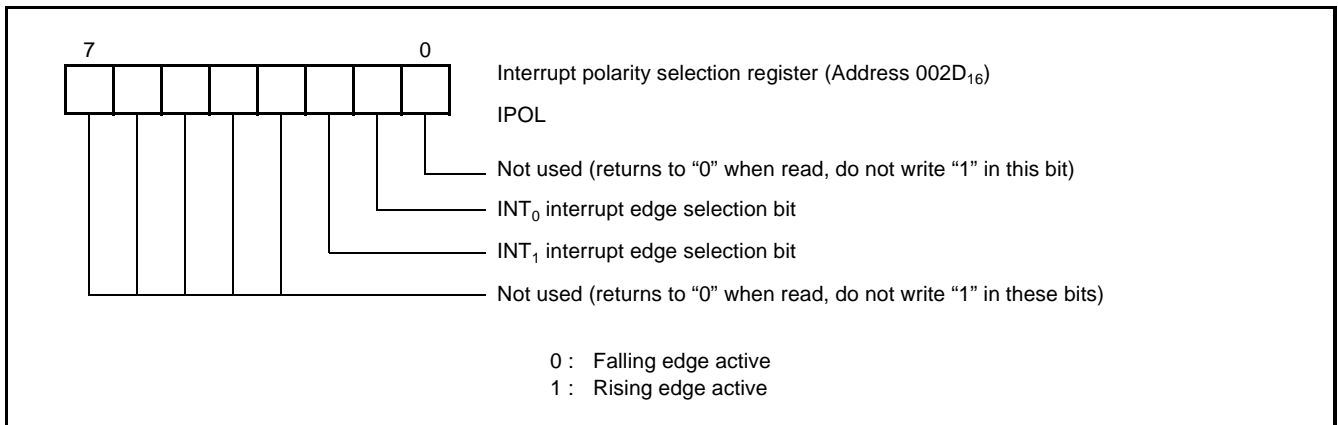 7 0
Interrupt polarity selection register (Address 002D₁₆)
IPOL
Not used (returns to “0” when read, do not write “1” in this bit)
INT₀ interrupt edge selection bit
INT₁ interrupt edge selection bit
Not used (returns to “0” when read, do not write “1” in these bits)
0 : Falling edge active
1 : Rising edge active